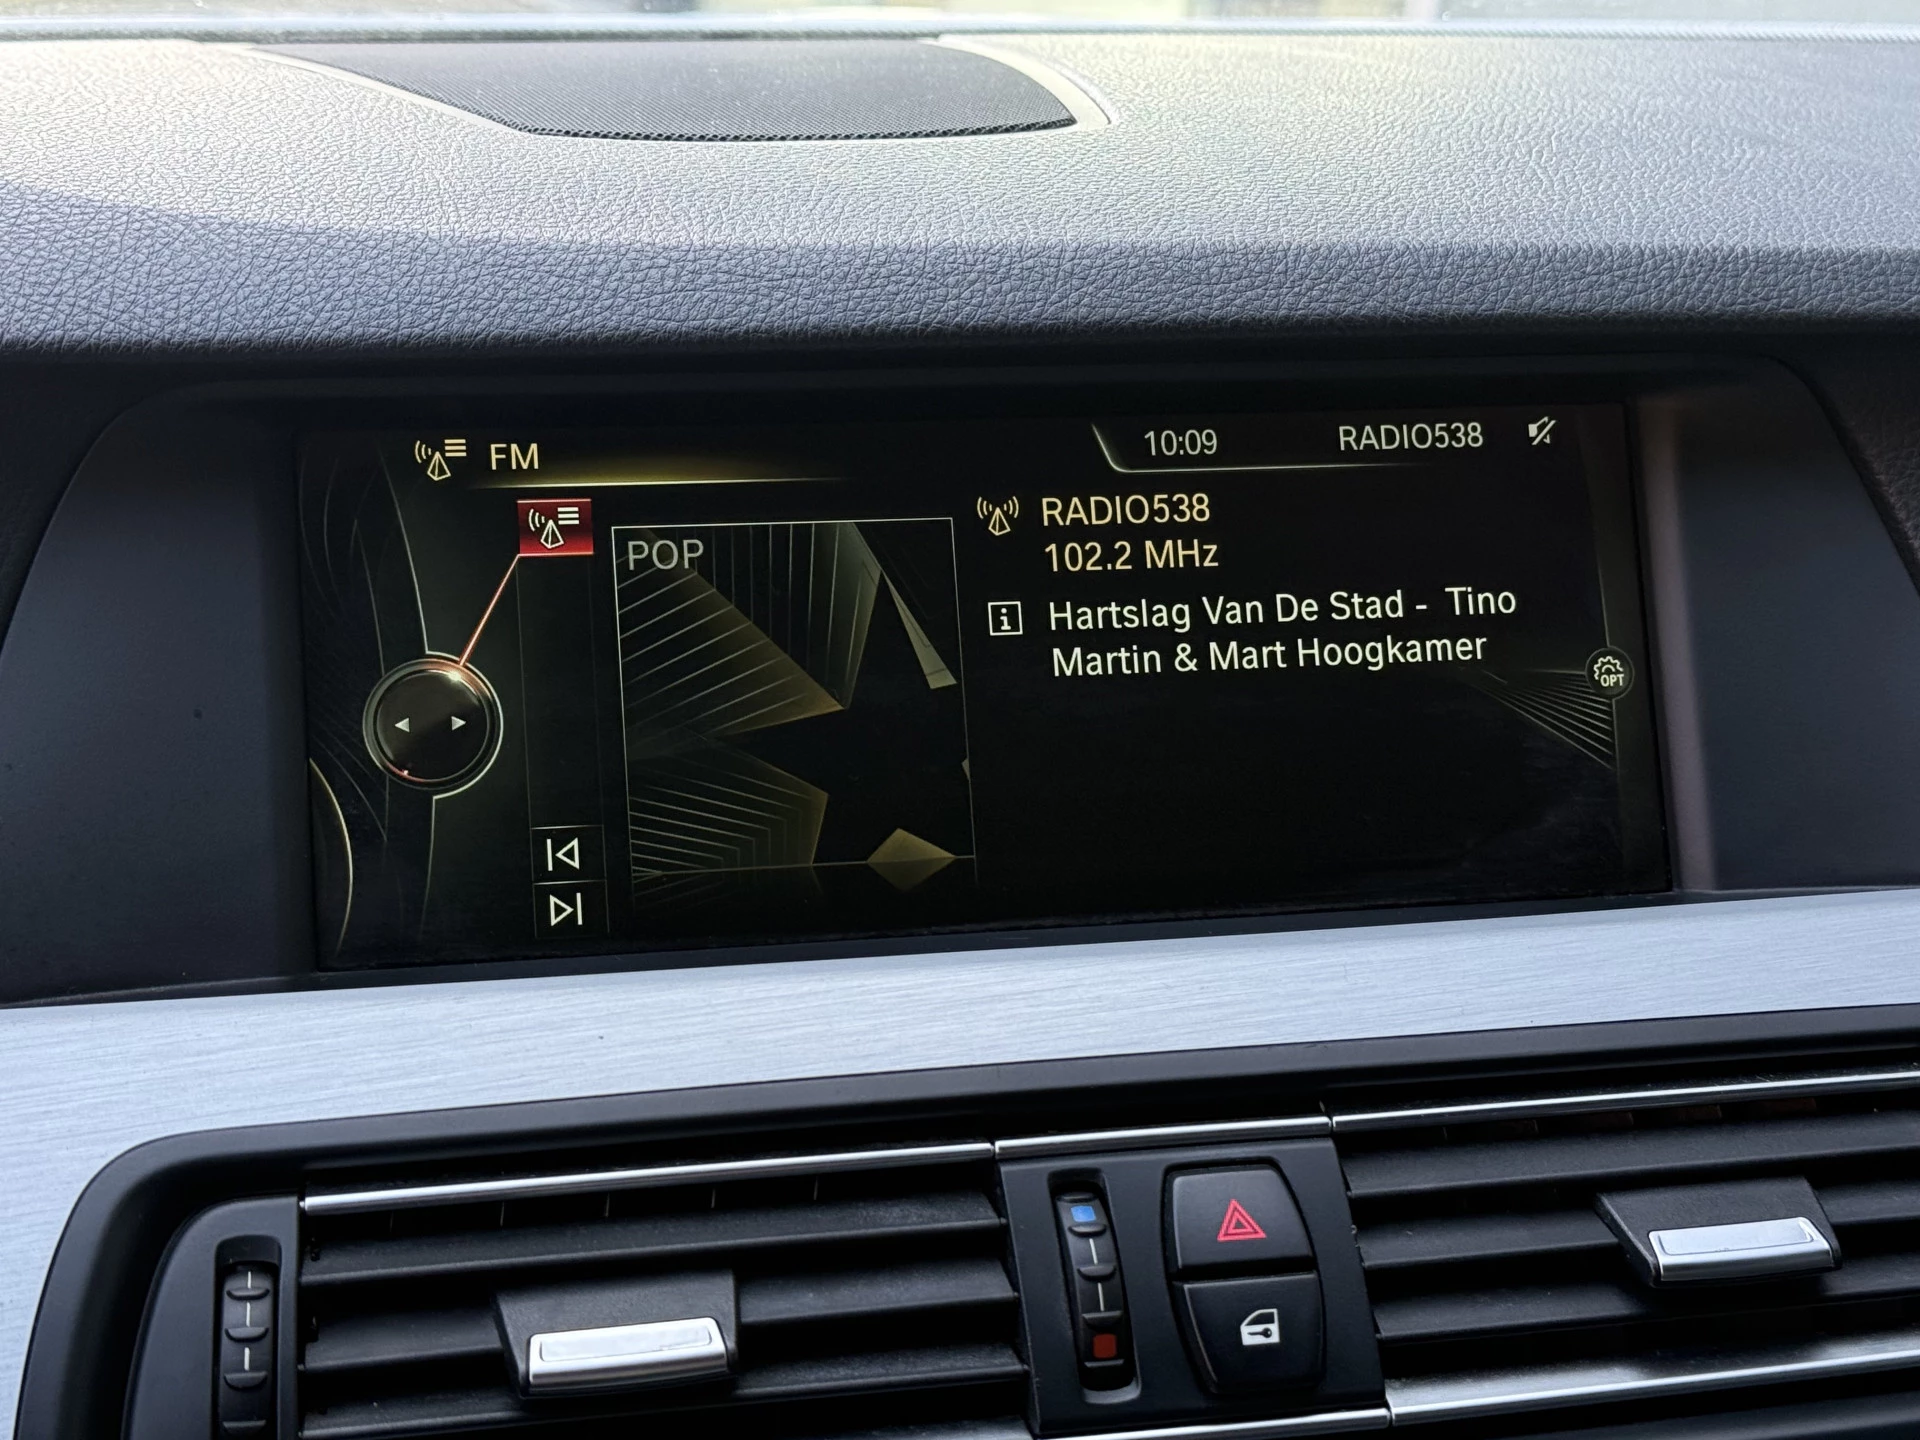 FM
10:09 RADIO538
POP
RADIO538
102.2 MHz
Hartslag Van De Stad - Tino
Martin & Mart Hoogkamer
OPT